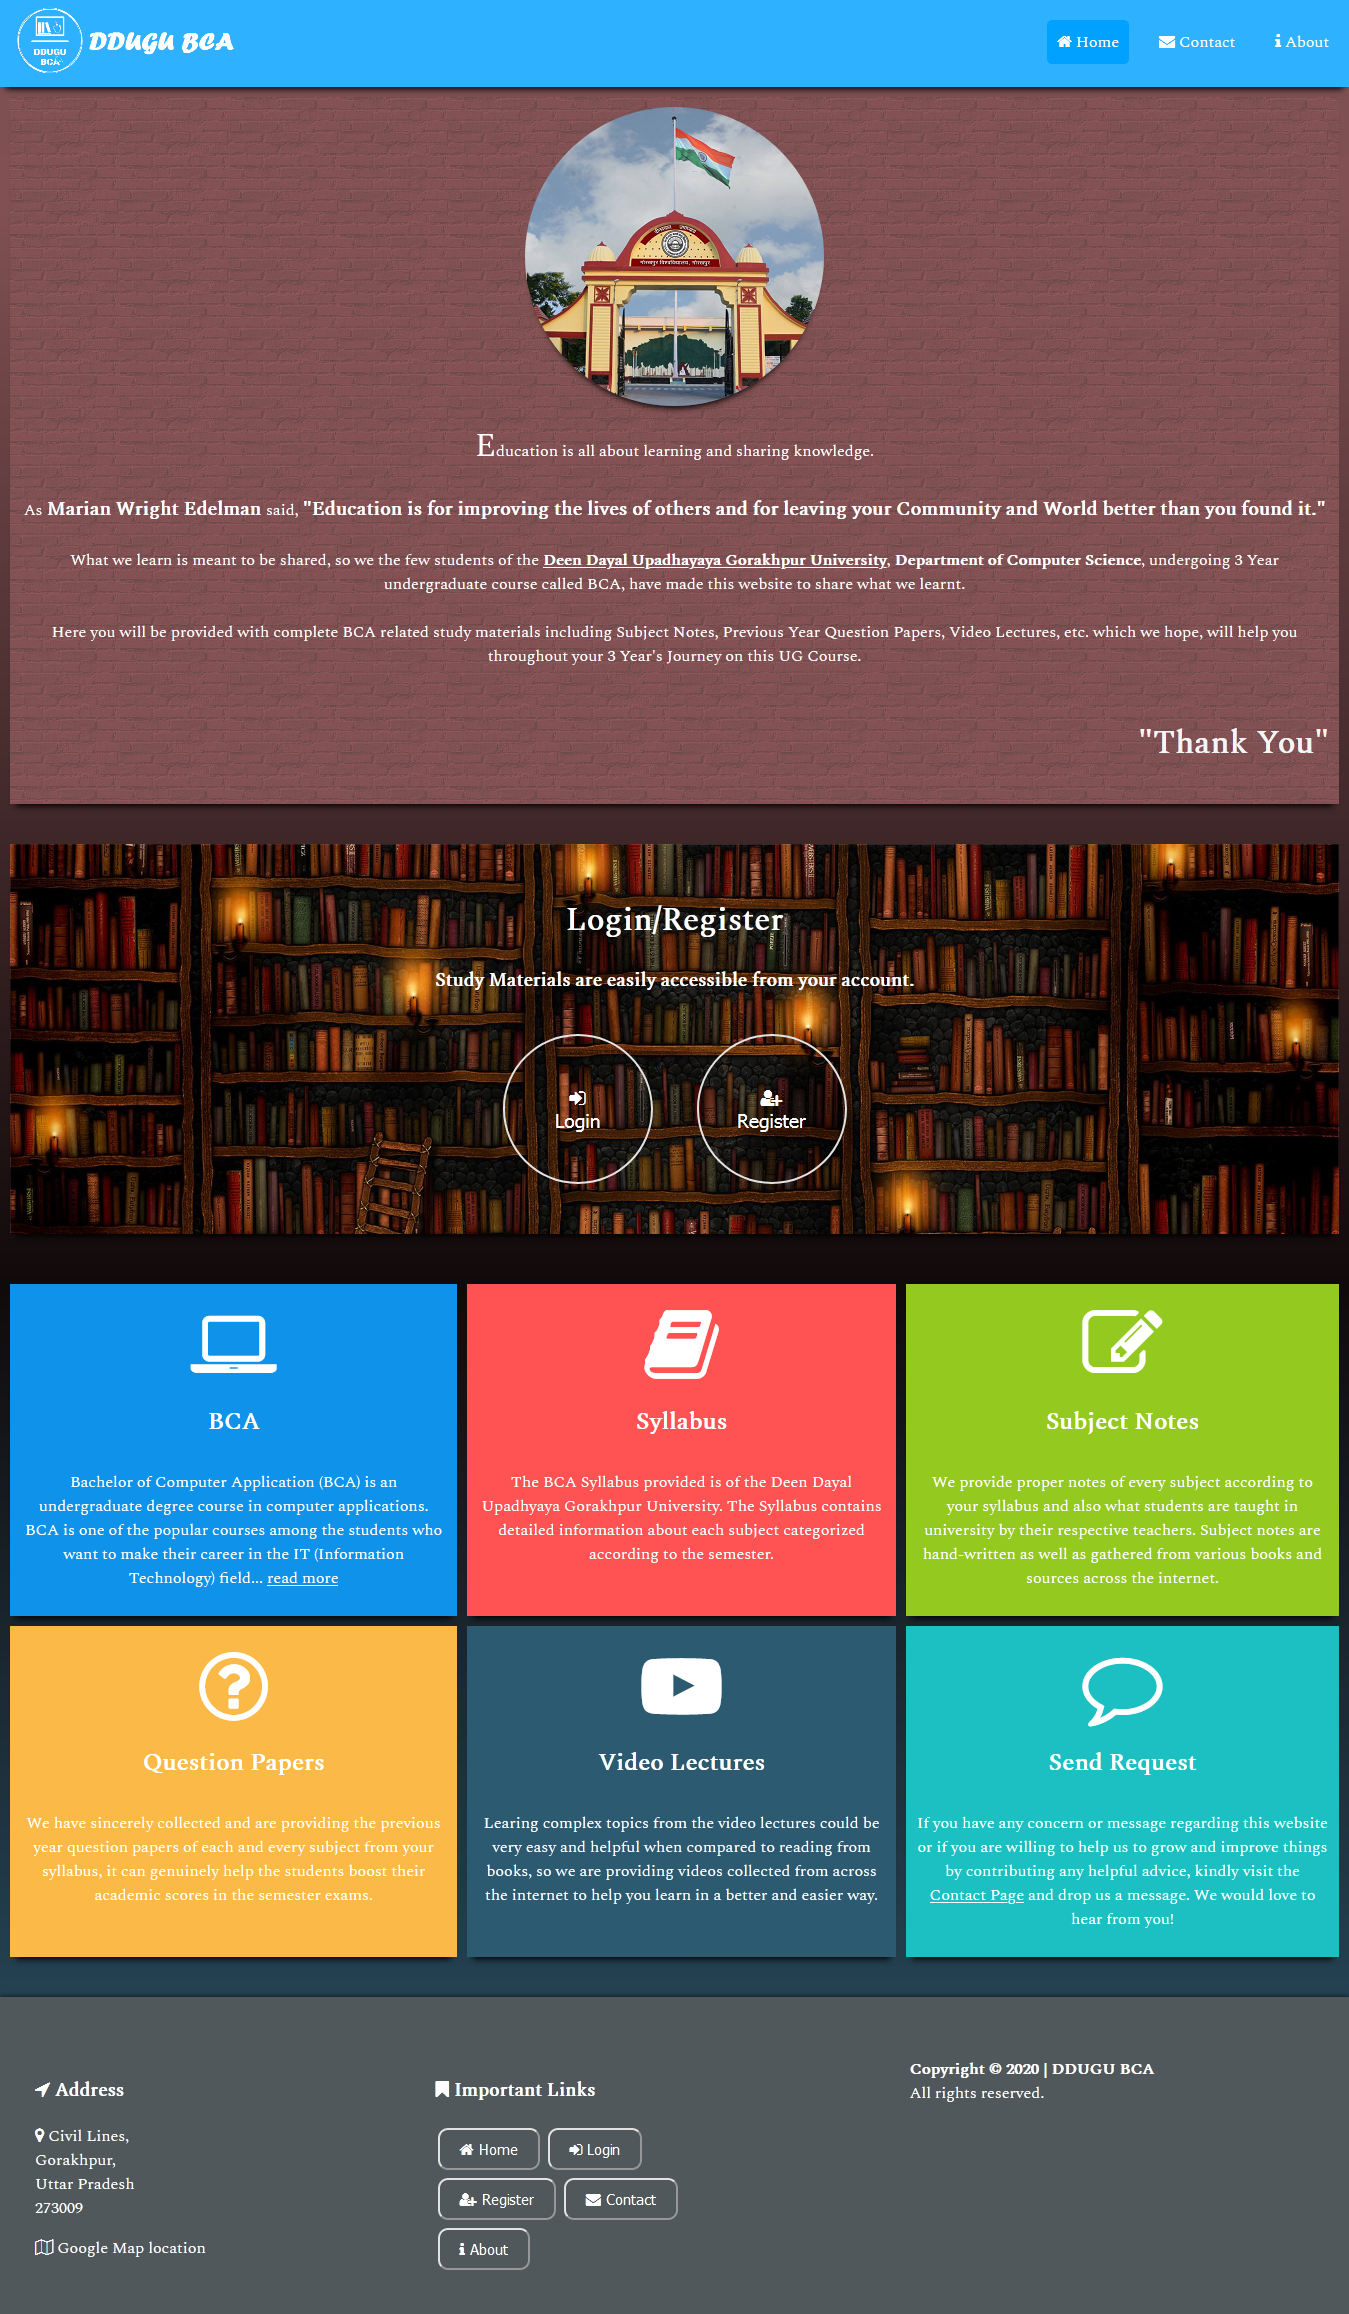 DDUGU
BCA
DDUGU BCA
Home
Contact
About
गोरखपुर विश्वविद्यालय, गोरखपुर
Education is all about learning and sharing knowledge.
As Marian Wright Edelman said, "Education is for improving the lives of others and for leaving your Community and World better than you found it."
What we learn is meant to be shared, so we the few students of the Deen Dayal Upadhayaya Gorakhpur University, Department of Computer Science, undergoing 3 Year
undergraduate course called BCA, have made this website to share what we learnt.
Here you will be provided with complete BCA related study materials including Subject Notes, Previous Year Question Papers, Video Lectures, etc. which we hope, will help you
throughout your 3 Year's Journey on this UG Course.
"Thank You"
Login/Register
Study Materials are easily accessible from your account.
Login
Register
BCA
Bachelor of Computer Application (BCA) is an
undergraduate degree course in computer applications.
BCA is one of the popular courses among the students who
want to make their career in the IT (Information
Technology) field... read more
Syllabus
The BCA Syllabus provided is of the Deen Dayal
Upadhyaya Gorakhpur University. The Syllabus contains
detailed information about each subject categorized
according to the semester.
Subject Notes
We provide proper notes of every subject according to
your syllabus and also what students are taught in
university by their respective teachers. Subject notes are
hand-written as well as gathered from various books and
sources across the internet.
Question Papers
We have sincerely collected and are providing the previous
year question papers of each and every subject from your
syllabus, it can genuinely help the students boost their
academic scores in the semester exams.
Video Lectures
Learing complex topics from the video lectures could be
very easy and helpful when compared to reading from
books, so we are providing videos collected from across
the internet to help you learn in a better and easier way.
Send Request
If you have any concern or message regarding this website
or if you are willing to help us to grow and improve things
by contributing any helpful advice, kindly visit the
Contact Page and drop us a message. We would love to
hear from you!
Address
Civil Lines,
Gorakhpur,
Uttar Pradesh
273009
Google Map location
Important Links
Home
Login
Register
Contact
About
Copyright © 2020 | DDUGU BCA
All rights reserved.